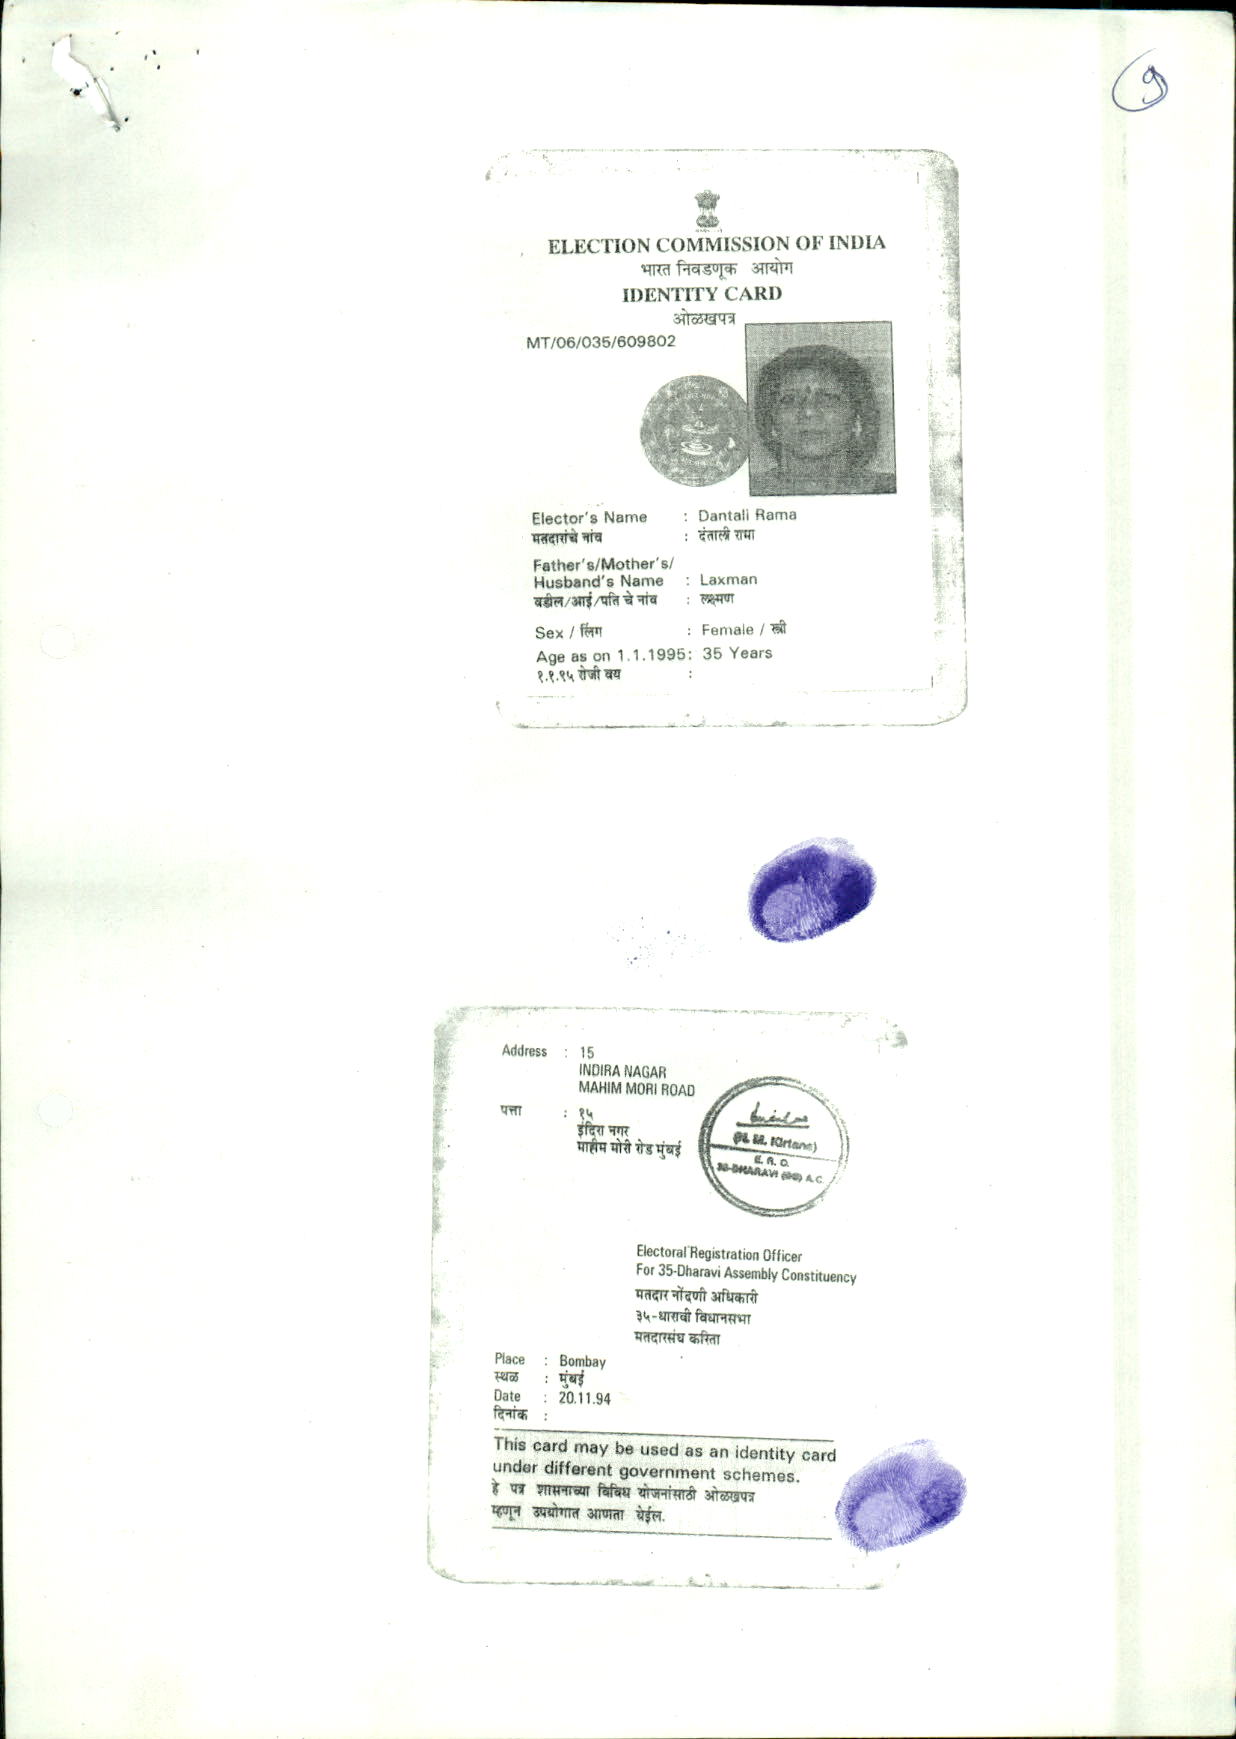 9
ELECTION COMMISSION OF INDIA
भारत निवडणूक आयोग
IDENTITY CARD
ओळखपत्र
MT/06/035/609802
Elector's Name : Dantali Rama
मतदाराचे नांव : दंताली रामा
Father's/Mother's/
Husband's Name : Laxman
वडील/आई/पति चे नांव : लक्ष्मण
Sex / लिंग : Female / स्त्री
Age as on 1.1.1995: 35 Years
१.१.९५ रोजी वय :
Address : 15
INDIRA NAGAR
MAHIM MORI ROAD
पत्ता : १५
इंदिरा नगर
माहीम मोरी रोड मुंबई
M. Kirtane)
E. R. O.
DHARAVI A.C.
Electoral Registration Officer
For 35-Dharavi Assembly Constituency
मतदार नोंदणी अधिकारी
३५-धारावी विधानसभा
मतदारसंघ करिता
Place : Bombay
स्थळ : मुंबई
Date : 20.11.94
दिनांक :
This card may be used as an identity card
under different government schemes.
हे पत्र शासनाच्या विविध योजनांसाठी ओळखपत्र
म्हणून उपयोगात आणता येईल.